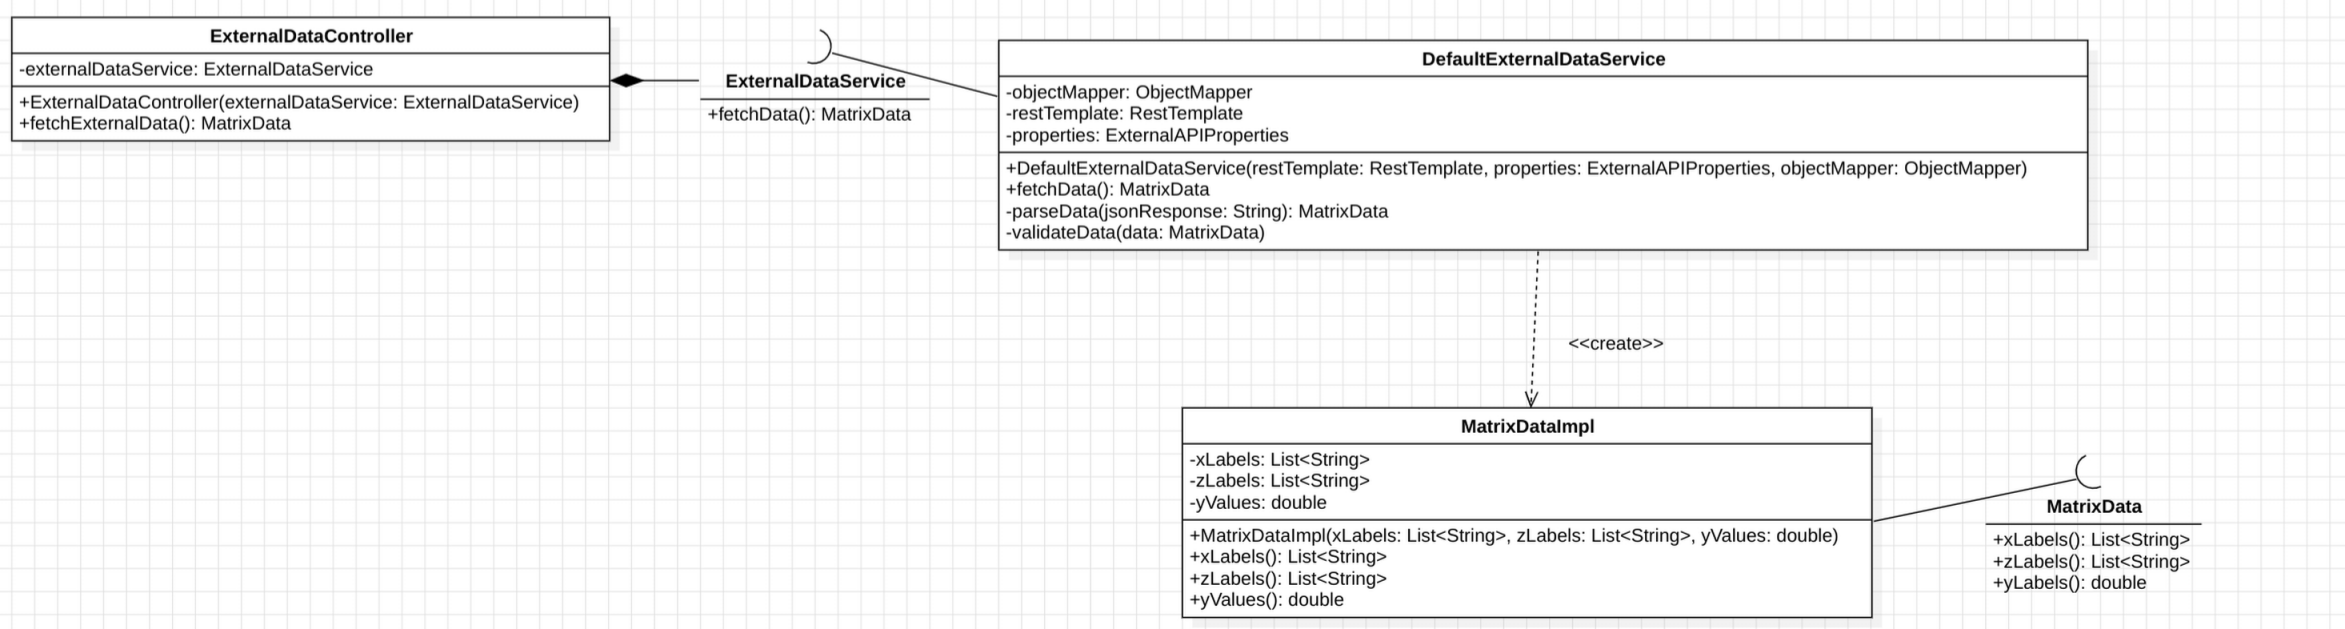 ExternalDataController
-externalDataService: ExternalDataService
+ExternalDataController(externalDataService: ExternalDataService)
+fetchExternalData(): MatrixData
ExternalDataService
+fetchData(): MatrixData
DefaultExternalDataService
-objectMapper: ObjectMapper
-restTemplate: RestTemplate
-properties: ExternalAPIProperties
+DefaultExternalDataService(restTemplate: RestTemplate, properties: ExternalAPIProperties, objectMapper: ObjectMapper)
+fetchData(): MatrixData
-parseData(jsonResponse: String): MatrixData
-validateData(data: MatrixData)
<<create>>
MatrixDataImpl
-xLabels: List<String>
-zLabels: List<String>
-yValues: double
+MatrixDataImpl(xLabels: List<String>, zLabels: List<String>, yValues: double)
+xLabels(): List<String>
+zLabels(): List<String>
+yValues(): double
MatrixData
+xLabels(): List<String>
+zLabels(): List<String>
+yLabels(): double